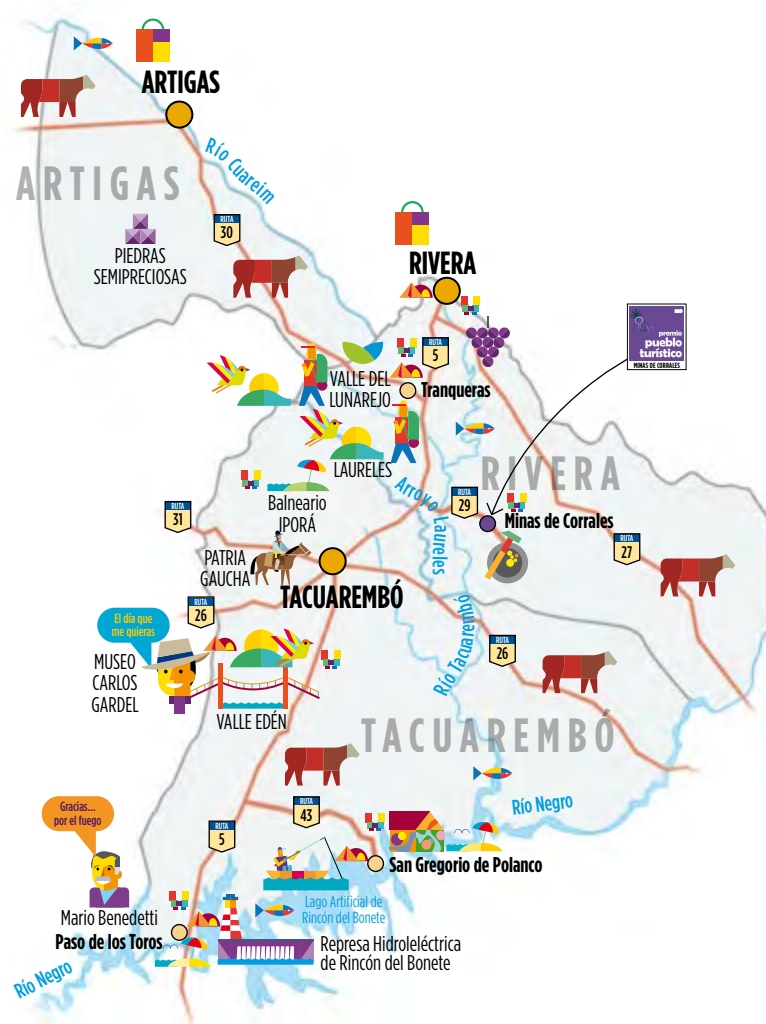 ARTIGAS
Río Cuareim
ARTIGAS
RUTA
30
PIEDRAS
SEMIPRECIOSAS
RIVERA
RUTA
5
premio
pueblo
turístico
MINAS DE CORRALES
VALLE DEL
LUNAREJO
Tranqueras
LAURELES
RIVERA
Arroyo Laureles
Balneario
IPORÁ
RUTA
31
RUTA
29
Minas de Corrales
RUTA
27
PATRIA
GAUCHA
TACUAREMBÓ
RUTA
26
El día que
me quieras
MUSEO
CARLOS
GARDEL
VALLE EDÉN
Río Tacuarembó
RUTA
26
TACUAREMBÓ
Río Negro
RUTA
43
RUTA
5
Gracias...
por el fuego
San Gregorio de Polanco
Lago Artificial de
Rincón del Bonete
Mario Benedetti
Paso de los Toros
Represa Hidroleléctrica
de Rincón del Bonete
Río Negro